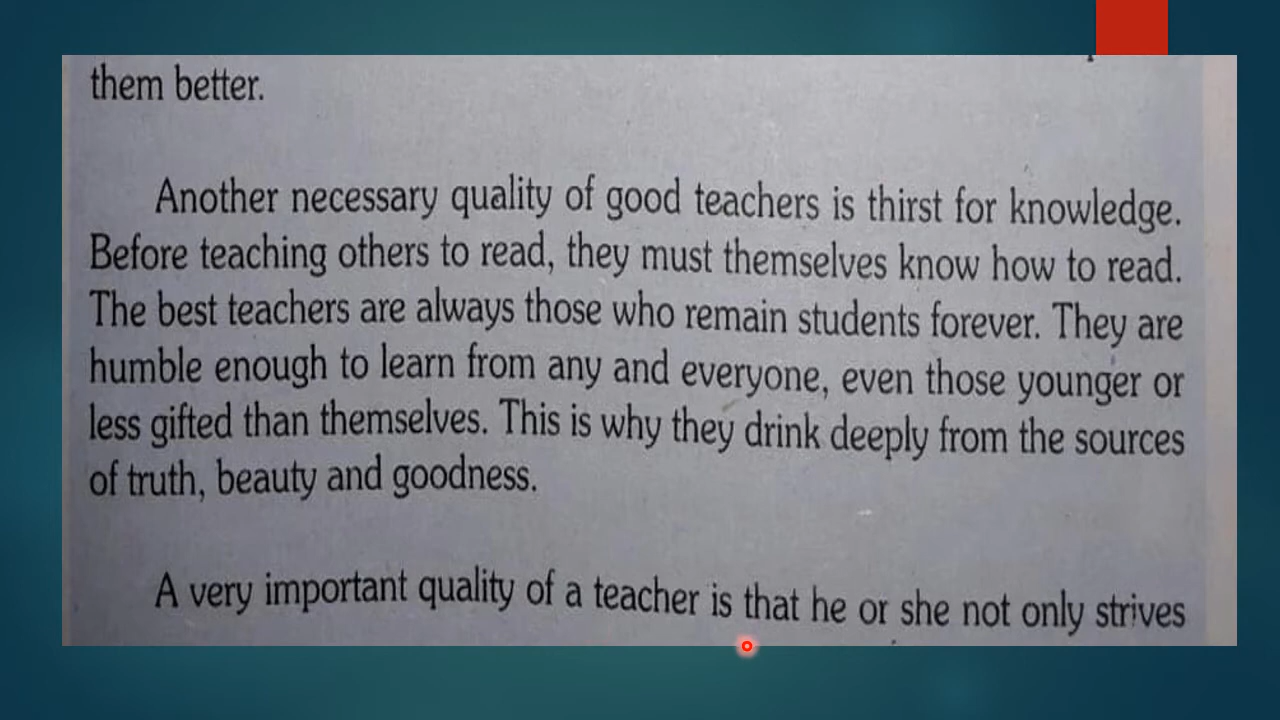 them better.
Another necessary quality of good teachers is thirst for knowledge.
Before teaching others to read, they must themselves know how to read.
The best teachers are always those who remain students forever. They are
humble enough to learn from any and everyone, even those younger or
less gifted than themselves. This is why they drink deeply from the sources
of truth, beauty and goodness.
A very important quality of a teacher is that he or she not only strives